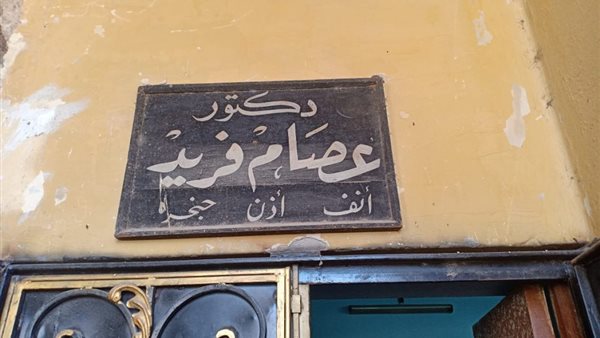 دكتور
عصام فريد
أنف أذن حنجرة